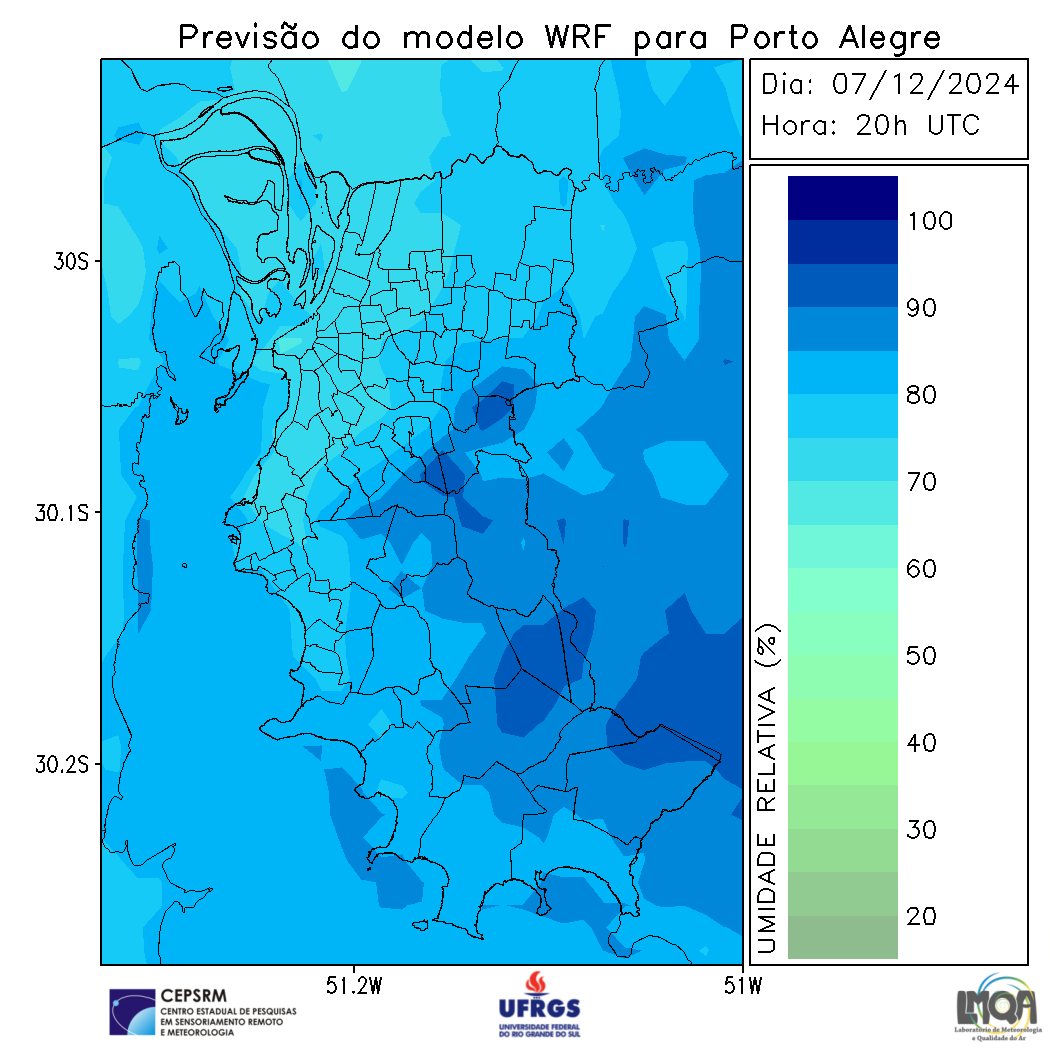 Previsão do modelo WRF para Porto Alegre
Dia: 07/12/2024
Hora: 20h UTC
30S
30.1S
30.2S
51.2W
51W
UMIDADE RELATIVA (%)
100
90
80
70
60
50
40
30
20
CEPSRM
CENTRO ESTADUAL DE PESQUISAS
EM SENSORIAMENTO REMOTO
E METEOROLOGIA
UFRGS
UNIVERSIDADE FEDERAL
DO RIO GRANDE DO SUL
LMQA
Laboratório de Meteorologia
e Qualidade do Ar